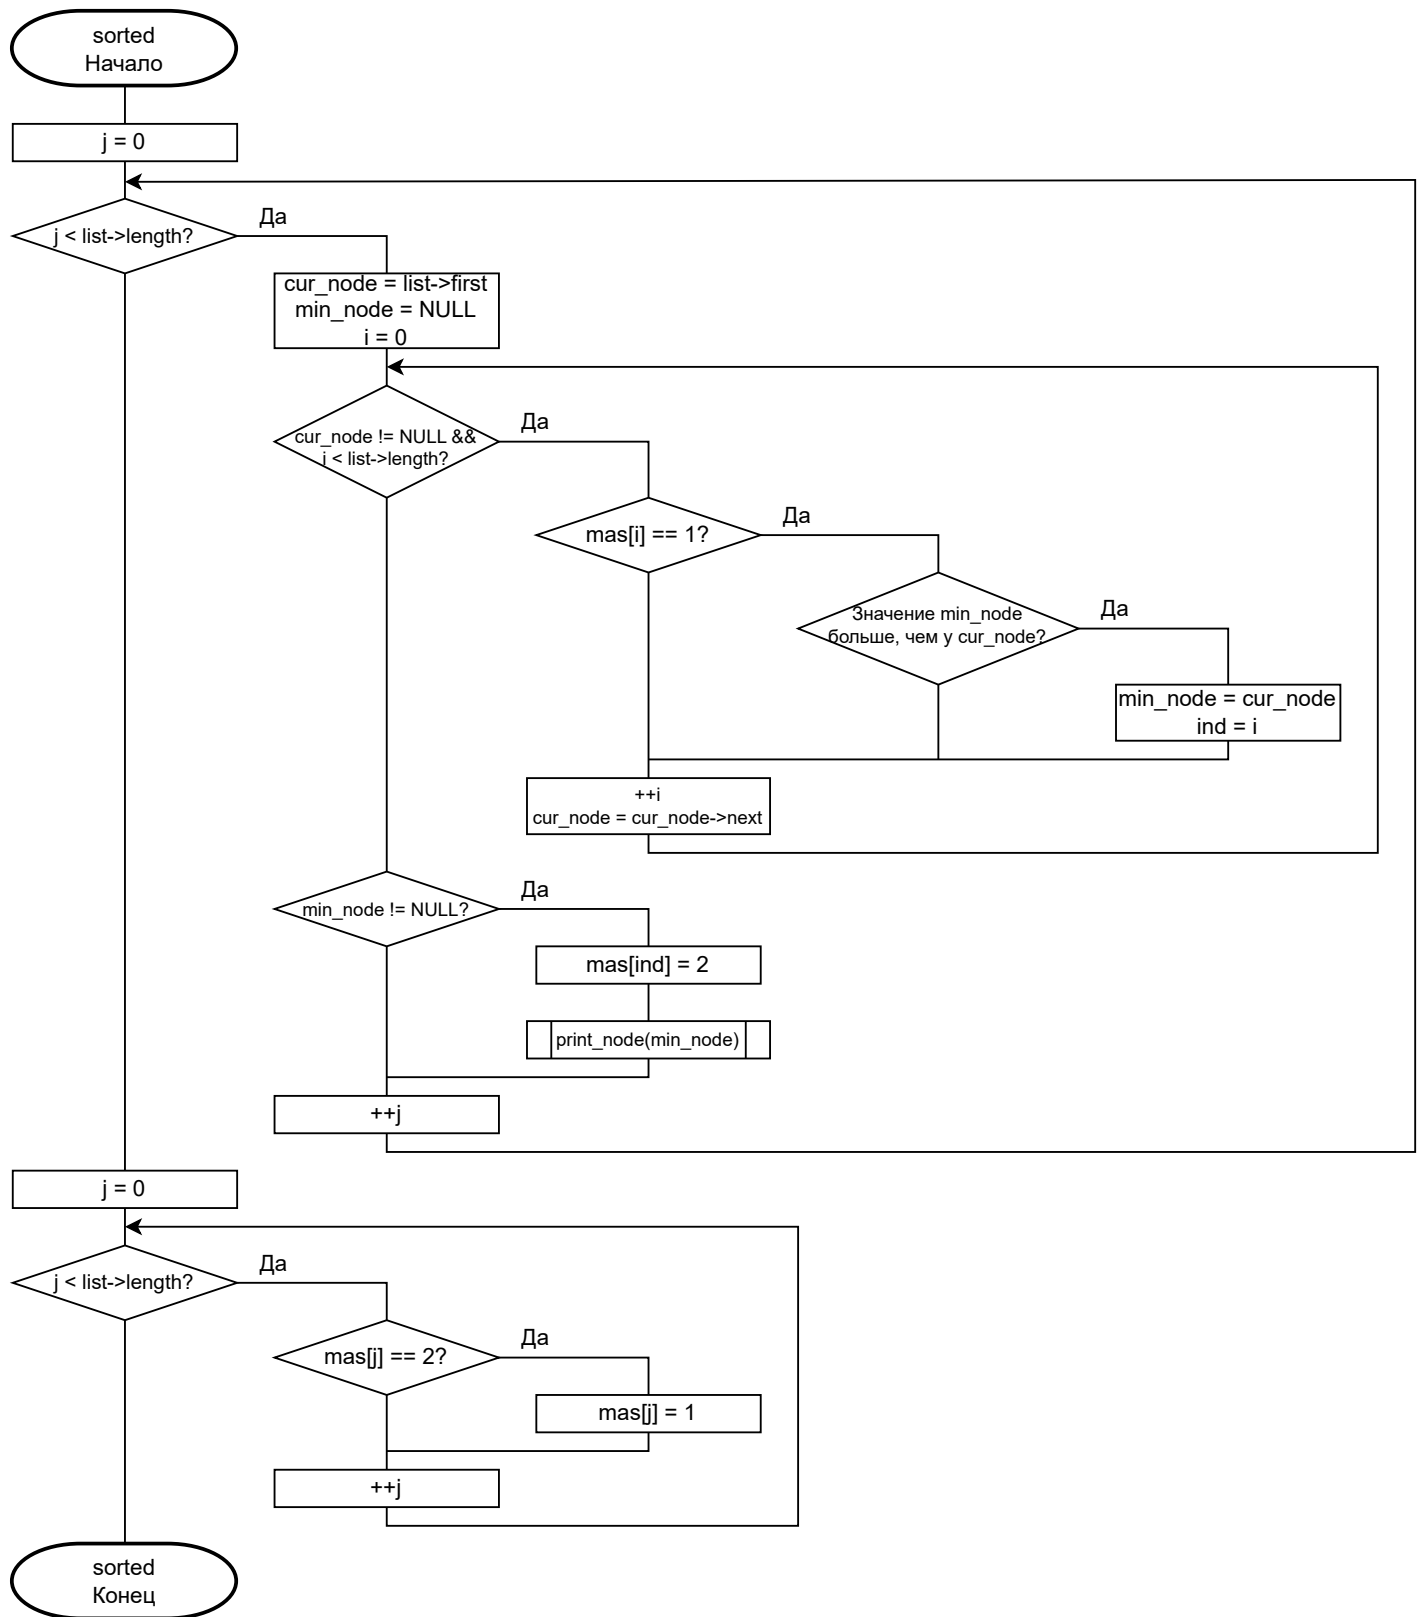 sorted
Начало
j = 0
j < list->length?
Да
cur_node = list->first
min_node = NULL
i = 0
cur_node != NULL &&
j < list->length?
Да
mas[i] == 1?
Да
Значение min_node
больше, чем у cur_node?
Да
min_node = cur_node
ind = i
++i
cur_node = cur_node->next
min_node != NULL?
Да
mas[ind] = 2
print_node(min_node)
++j
j = 0
j < list->length?
Да
mas[j] == 2?
Да
mas[j] = 1
++j
sorted
Конец